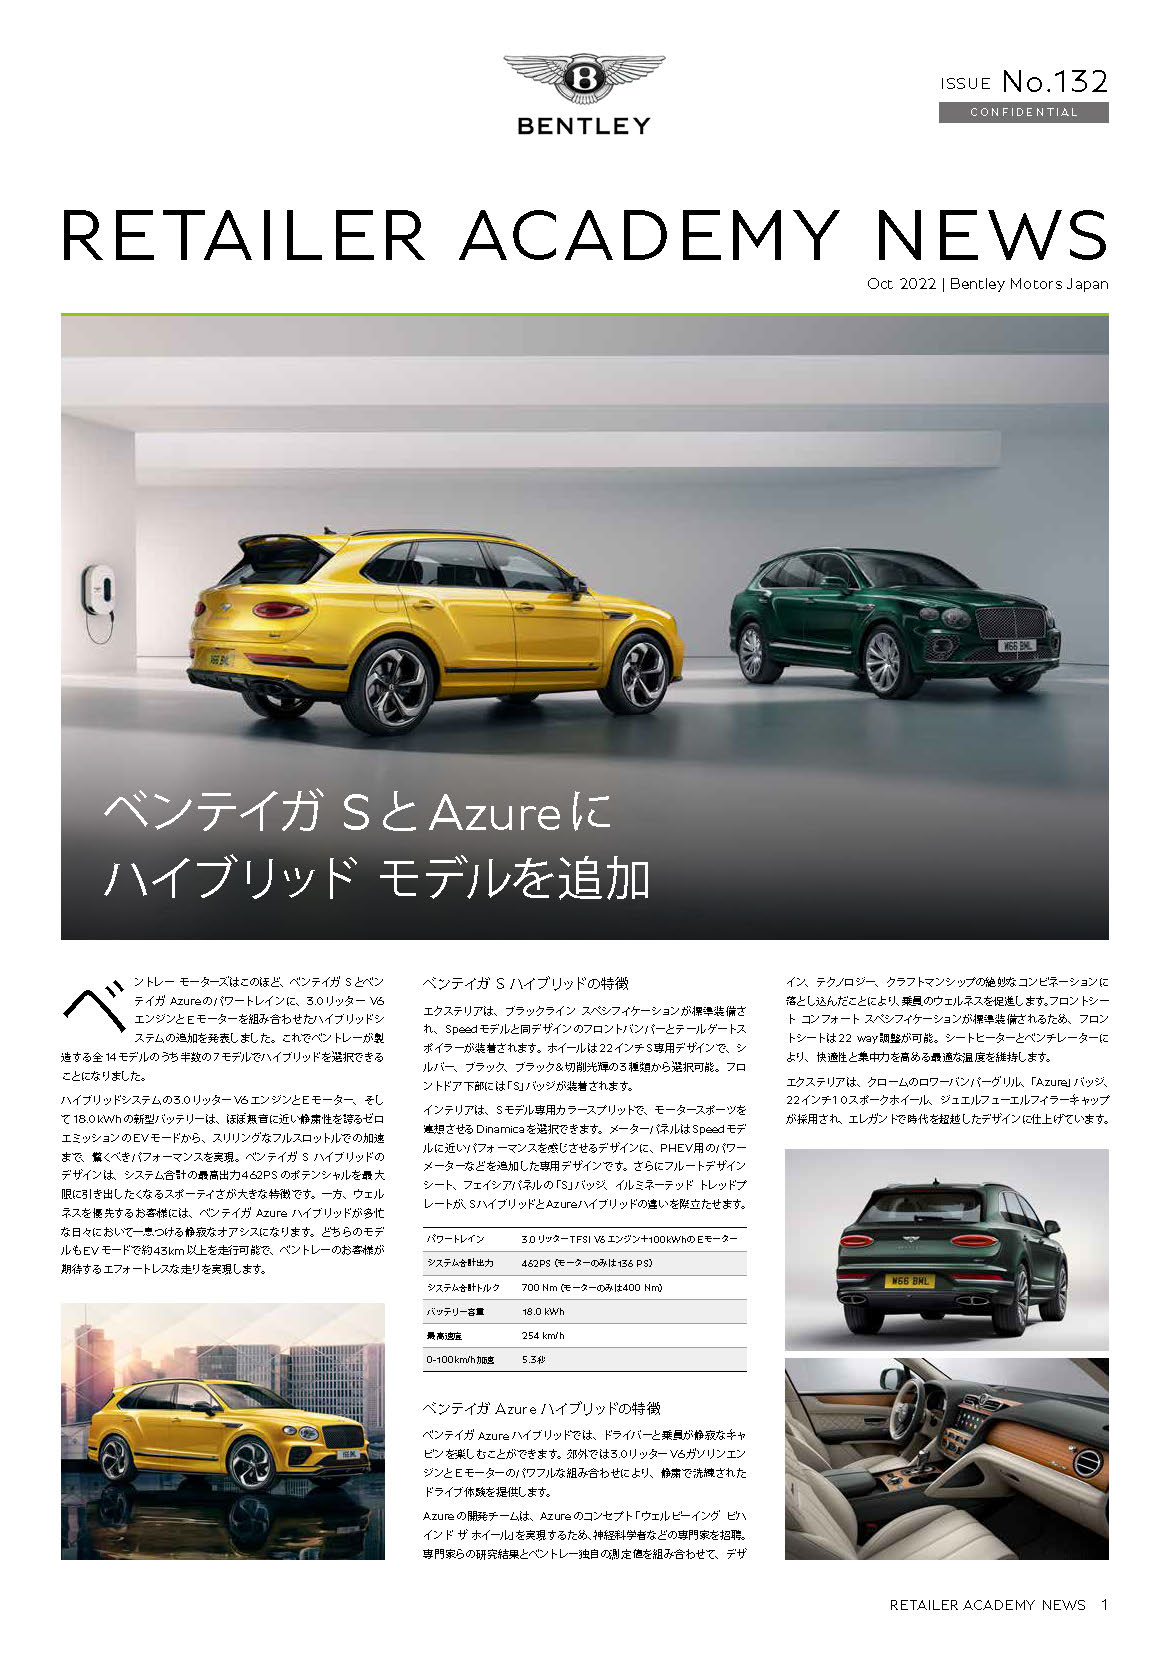 BENTLEY
ISSUE No.132
CONFIDENTIAL
RETAILER ACADEMY NEWS
Oct 2022 | Bentley Motors Japan
W66 BML
W66 BML
ベンテイガ SとAzureに
ハイブリッド モデルを追加
ベントレー モーターズはこのほど、ベンテイガ Sとベン
テイガ Azureのパワートレインに、3.0リッター V6
エンジンとEモーターを組み合わせたハイブリッドシ
ステムの追加を発表しました。これでベントレーが製
造する全14モデルのうち半数の7モデルでハイブリッドを選択できる
ことになりました。
ハイブリッドシステムの3.0リッターV6エンジンとEモーター、そし
て18.0kWhの新型バッテリーは、ほぼ無音に近い静粛性を誇るゼロ
エミッションのEVモードから、スリリングなフルスロットルでの加速
まで、驚くべきパフォーマンスを実現。ベンテイガ S ハイブリッドの
デザインは、システム合計の最高出力462PSのポテンシャルを最大
限に引き出したくなるスポーティさが大きな特徴です。一方、ウェル
ネスを優先するお客様には、ベンテイガ Azure ハイブリッドが多忙
な日々において一息つける静寂なオアシスになります。どちらのモデ
ルもEVモードで約43km以上を走行可能で、ベントレーのお客様が
期待するエフォートレスな走りを実現します。
ベンテイガ S ハイブリッドの特徴
エクステリアは、ブラックライン スペシフィケーションが標準装備さ
れ、Speedモデルと同デザインのフロントバンパーとテールゲートス
ポイラーが装着されます。ホイールは22インチS専用デザインで、シ
ルバー、ブラック、ブラック&切削光輝の3種類から選択可能。フロ
ントドア下部には「S」バッジが装着されます。
インテリアは、Sモデル専用カラースプリットで、モータースポーツを
連想させるDinamicaを選択できます。メーターパネルはSpeedモデ
ルに近いパフォーマンスを感じさせるデザインに、PHEV用のパワー
メーターなどを追加した専用デザインです。さらにフルートデザイン
シート、フェイシアパネルの「S」バッジ、イルミネーテッド トレッドプ
レートが、SハイブリッドとAzureハイブリッドの違いを際立たせます。
パワートレイン 3.0リッターTFSI V6エンジン+100kWhのEモーター
システム合計出力 462PS (モーターのみは136 PS)
システム合計トルク 700 Nm (モーターのみは400 Nm)
バッテリー容量 18.0 kWh
最高速度 254 km/h
0-100km/h加速 5.3秒
ベンテイガ Azure ハイブリッドの特徴
ベンテイガ Azureハイブリッドでは、ドライバーと乗員が静寂なキャ
ビンを楽しむことができます。郊外では3.0リッターV6ガソリンエン
ジンとEモーターのパワフルな組み合わせにより、静粛で洗練された
ドライブ体験を提供します。
Azureの開発チームは、Azureのコンセプト「ウェルビーイング ビハ
インド ザ ホイール」を実現するため、神経科学者などの専門家を招聘。
専門家らの研究結果とベントレー独自の測定値を組み合わせて、デザ
イン、テクノロジー、クラフトマンシップの絶妙なコンビネーションに
落とし込んだことにより、乗員のウェルネスを促進します。フロントシー
ト コンフォート スペシフィケーションが標準装備されるため、フロン
トシートは22 way調整が可能。シートヒーターとベンチレーターに
より、快適性と集中力を高める最適な温度を維持します。
エクステリアは、クロームのロワーバンパーグリル、「Azure」バッジ、
22インチ10スポークホイール、ジュエルフューエルフィラーキャップ
が採用され、エレガントで時代を超越したデザインに仕上げています。
W66 BML
RETAILER ACADEMY NEWS 1